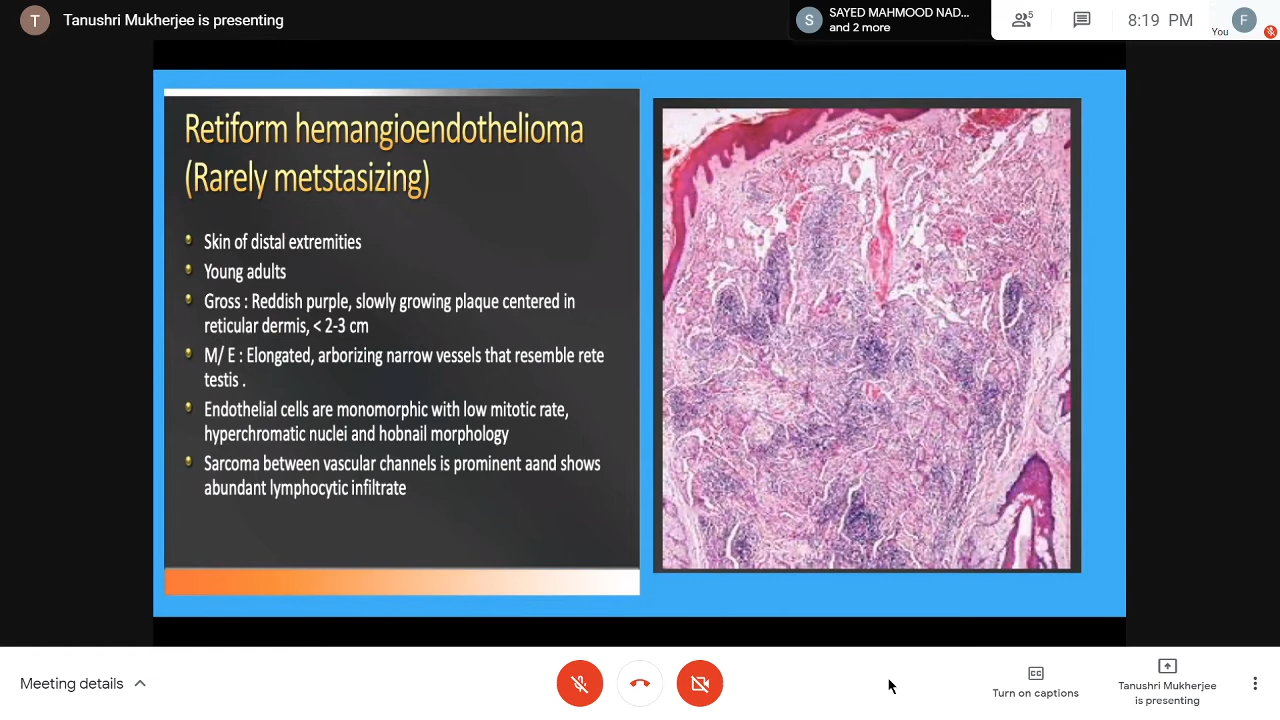 T
Tanushri Mukherjee is presenting
S
SAYED MAHMOOD NAD...
and 2 more
5
8:19 PM
F
You
Retiform hemangioendothelioma
(Rarely metstasizing)
Skin of distal extremities
Young adults
Gross : Reddish purple, slowly growing plaque centered in
reticular dermis, < 2-3 cm
M/ E : Elongated, arborizing narrow vessels that resemble rete
testis .
Endothelial cells are monomorphic with low mitotic rate,
hyperchromatic nuclei and hobnail morphology
Sarcoma between vascular channels is prominent aand shows
abundant lymphocytic infiltrate
Meeting details
CC
Turn on captions
Tanushri Mukherjee
is presenting